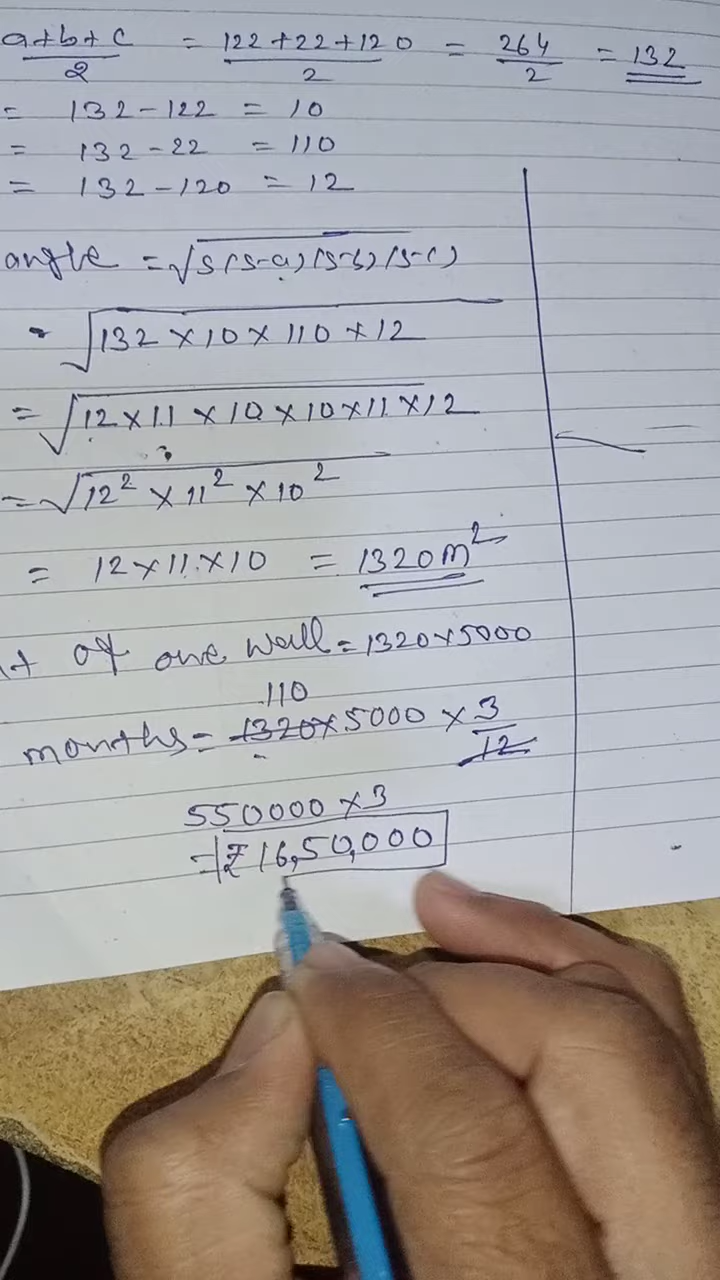 a+b+c/2 = 122+22+120/2 = 264/2 = 132
= 132-122 = 10
= 132-22 = 110
= 132-120 = 12
angle = √s(s-a)(s-b)(s-c)
= √132×10×110×12
= √12×11×10×10×11×12
= √12²×11²×10²
= 12×11×10 = 1320m²
of one wall = 1320×5000
110
months = 1320×5000×3/12
550000×3
= ₹16,50,000